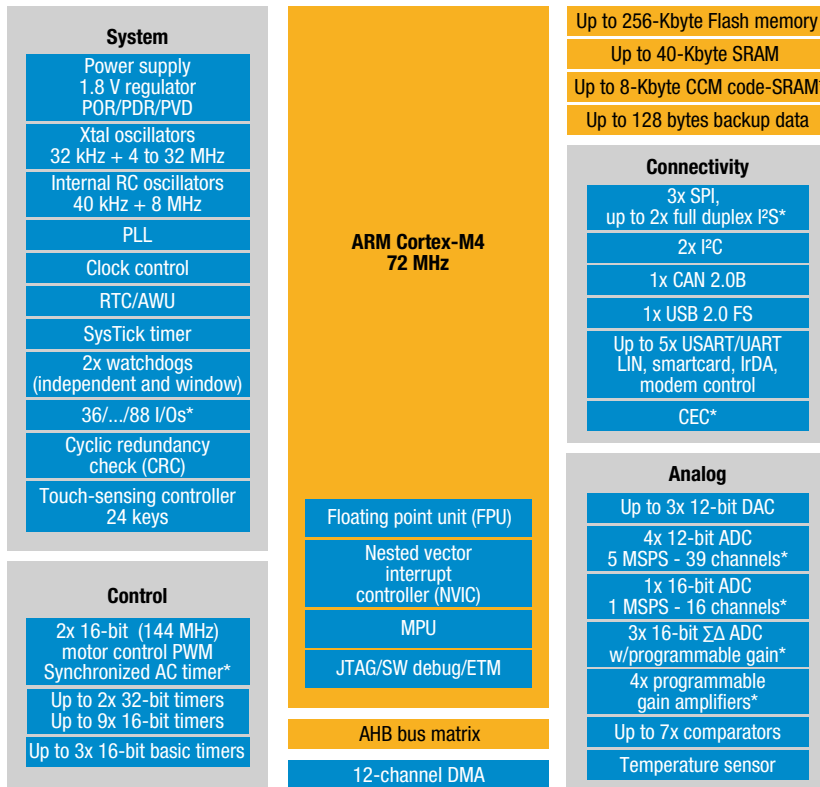 System
Power supply
1.8 V regulator
POR/PDR/PVD
Xtal oscillators
32 kHz + 4 to 32 MHz
Internal RC oscillators
40 kHz + 8 MHz
PLL
Clock control
RTC/AWU
SysTick timer
2x watchdogs
(independent and window)
36/.../88 I/Os*
Cyclic redundancy
check (CRC)
Touch-sensing controller
24 keys
Control
2x 16-bit (144 MHz)
motor control PWM
Synchronized AC timer*
Up to 2x 32-bit timers
Up to 9x 16-bit timers
Up to 3x 16-bit basic timers
ARM Cortex-M4
72 MHz
Floating point unit (FPU)
Nested vector
interrupt
controller (NVIC)
MPU
JTAG/SW debug/ETM
AHB bus matrix
12-channel DMA
Up to 256-Kbyte Flash memory
Up to 40-Kbyte SRAM
Up to 8-Kbyte CCM code-SRAM*
Up to 128 bytes backup data
Connectivity
3x SPI,
up to 2x full duplex I²S*
2x I²C
1x CAN 2.0B
1x USB 2.0 FS
Up to 5x USART/UART
LIN, smartcard, IrDA,
modem control
CEC*
Analog
Up to 3x 12-bit DAC
4x 12-bit ADC
5 MSPS - 39 channels*
1x 16-bit ADC
1 MSPS - 16 channels*
3x 16-bit ∑∆ ADC
w/programmable gain*
4x programmable
gain amplifiers*
Up to 7x comparators
Temperature sensor